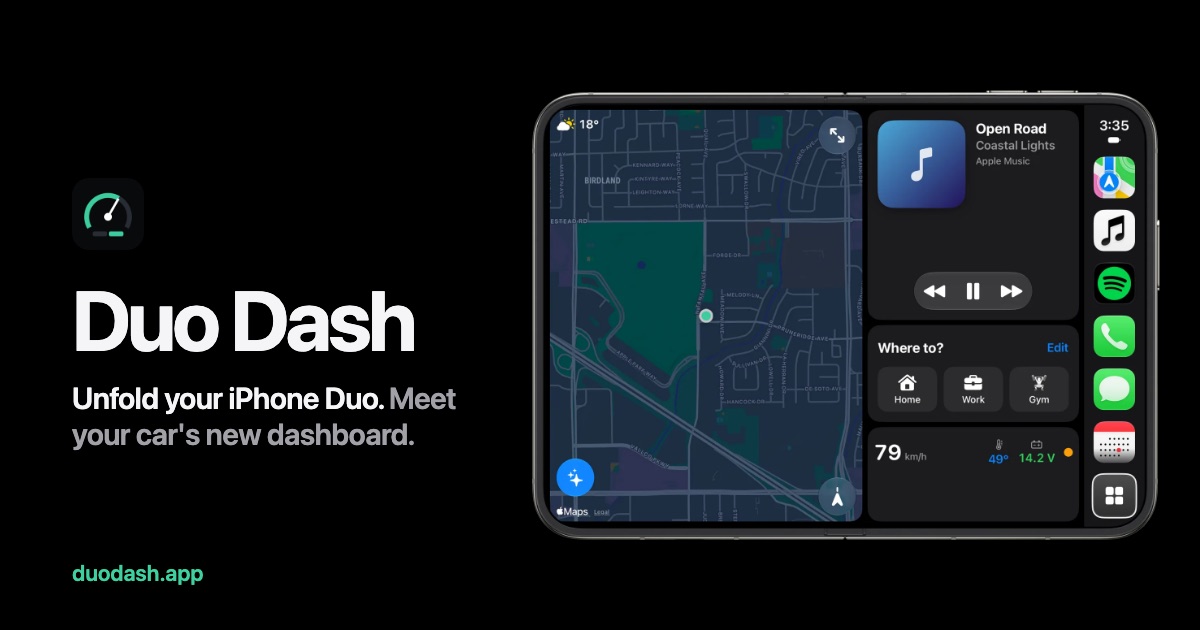 Duo Dash
Unfold your iPhone Duo. Meet
your car's new dashboard.
duodash.app
18°
BIRDLAND
Maps
Legal
Open Road
Coastal Lights
Apple Music
Where to?
Edit
Home
Work
Gym
79 km/h
49°
14.2 V
3:35